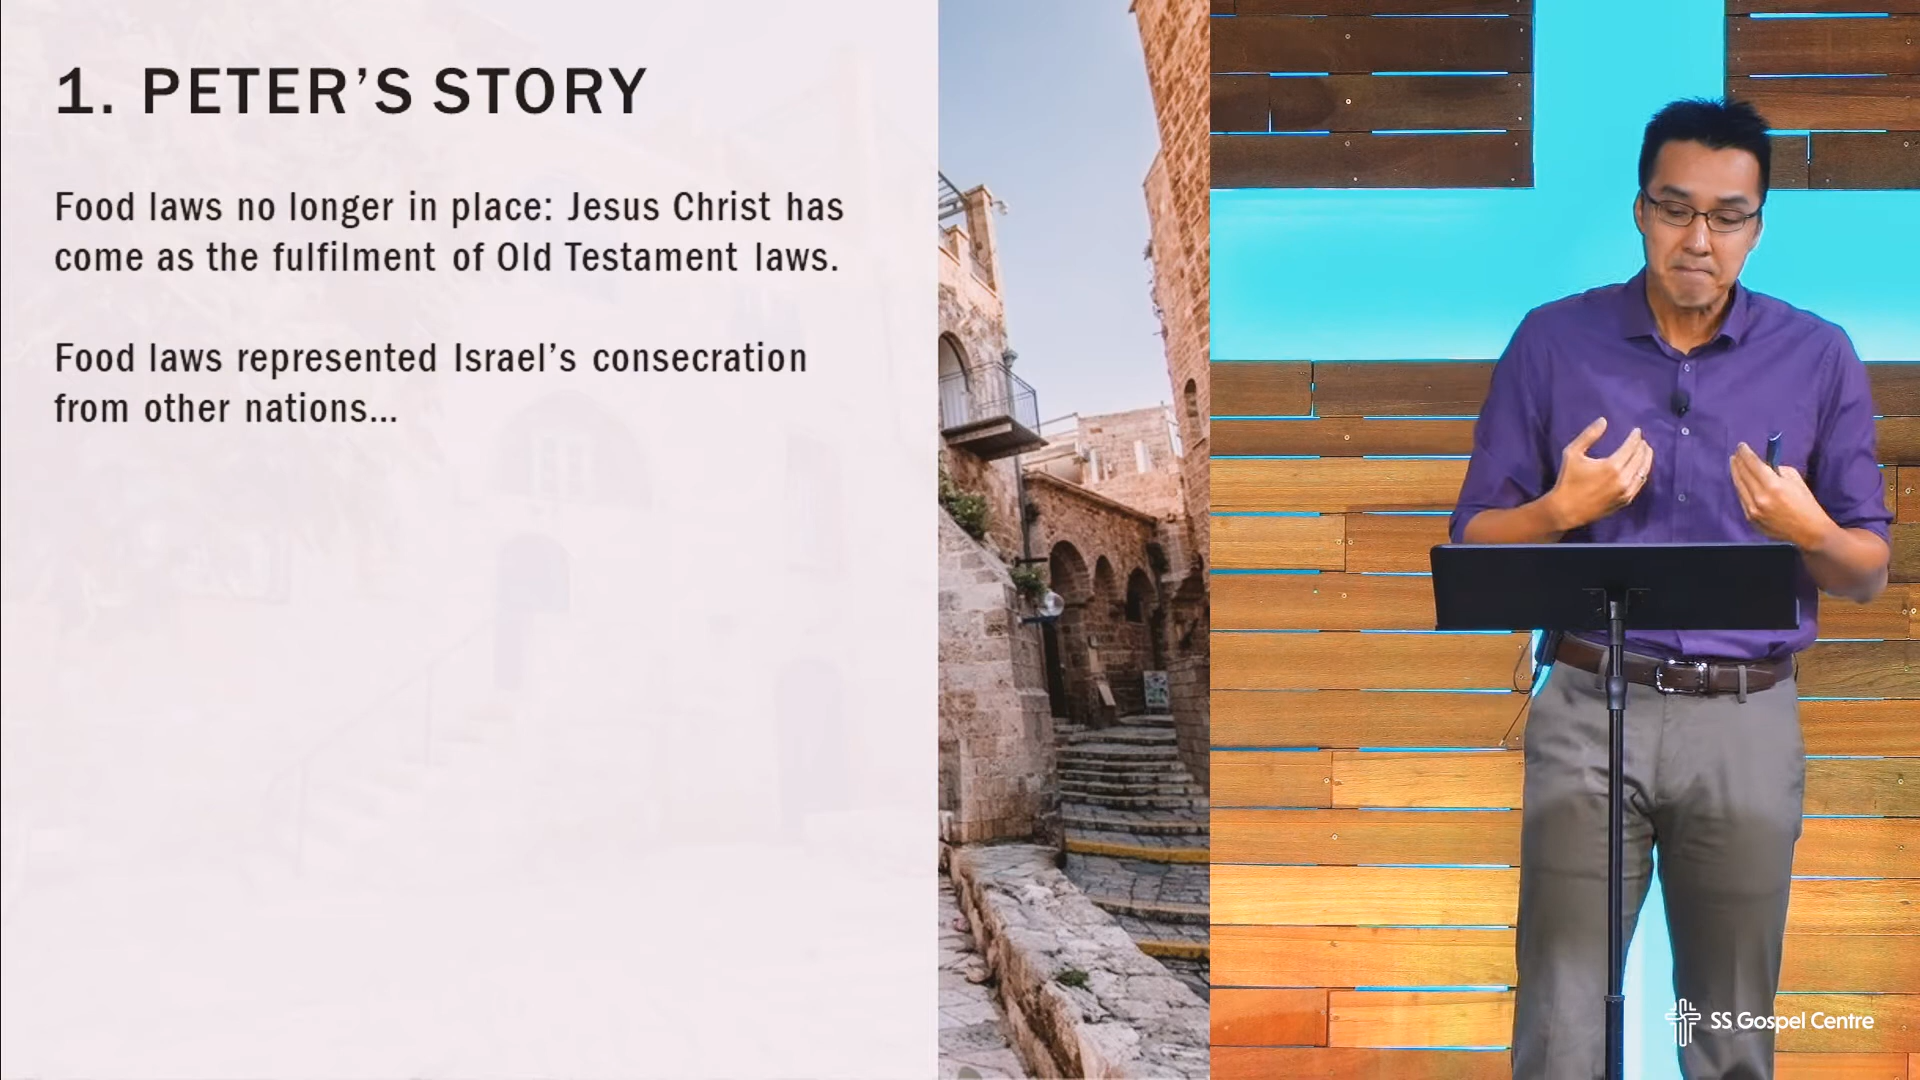 1. PETER’S STORY
Food laws no longer in place: Jesus Christ has
come as the fulfilment of Old Testament laws.
Food laws represented Israel’s consecration
from other nations...
SS Gospel Centre